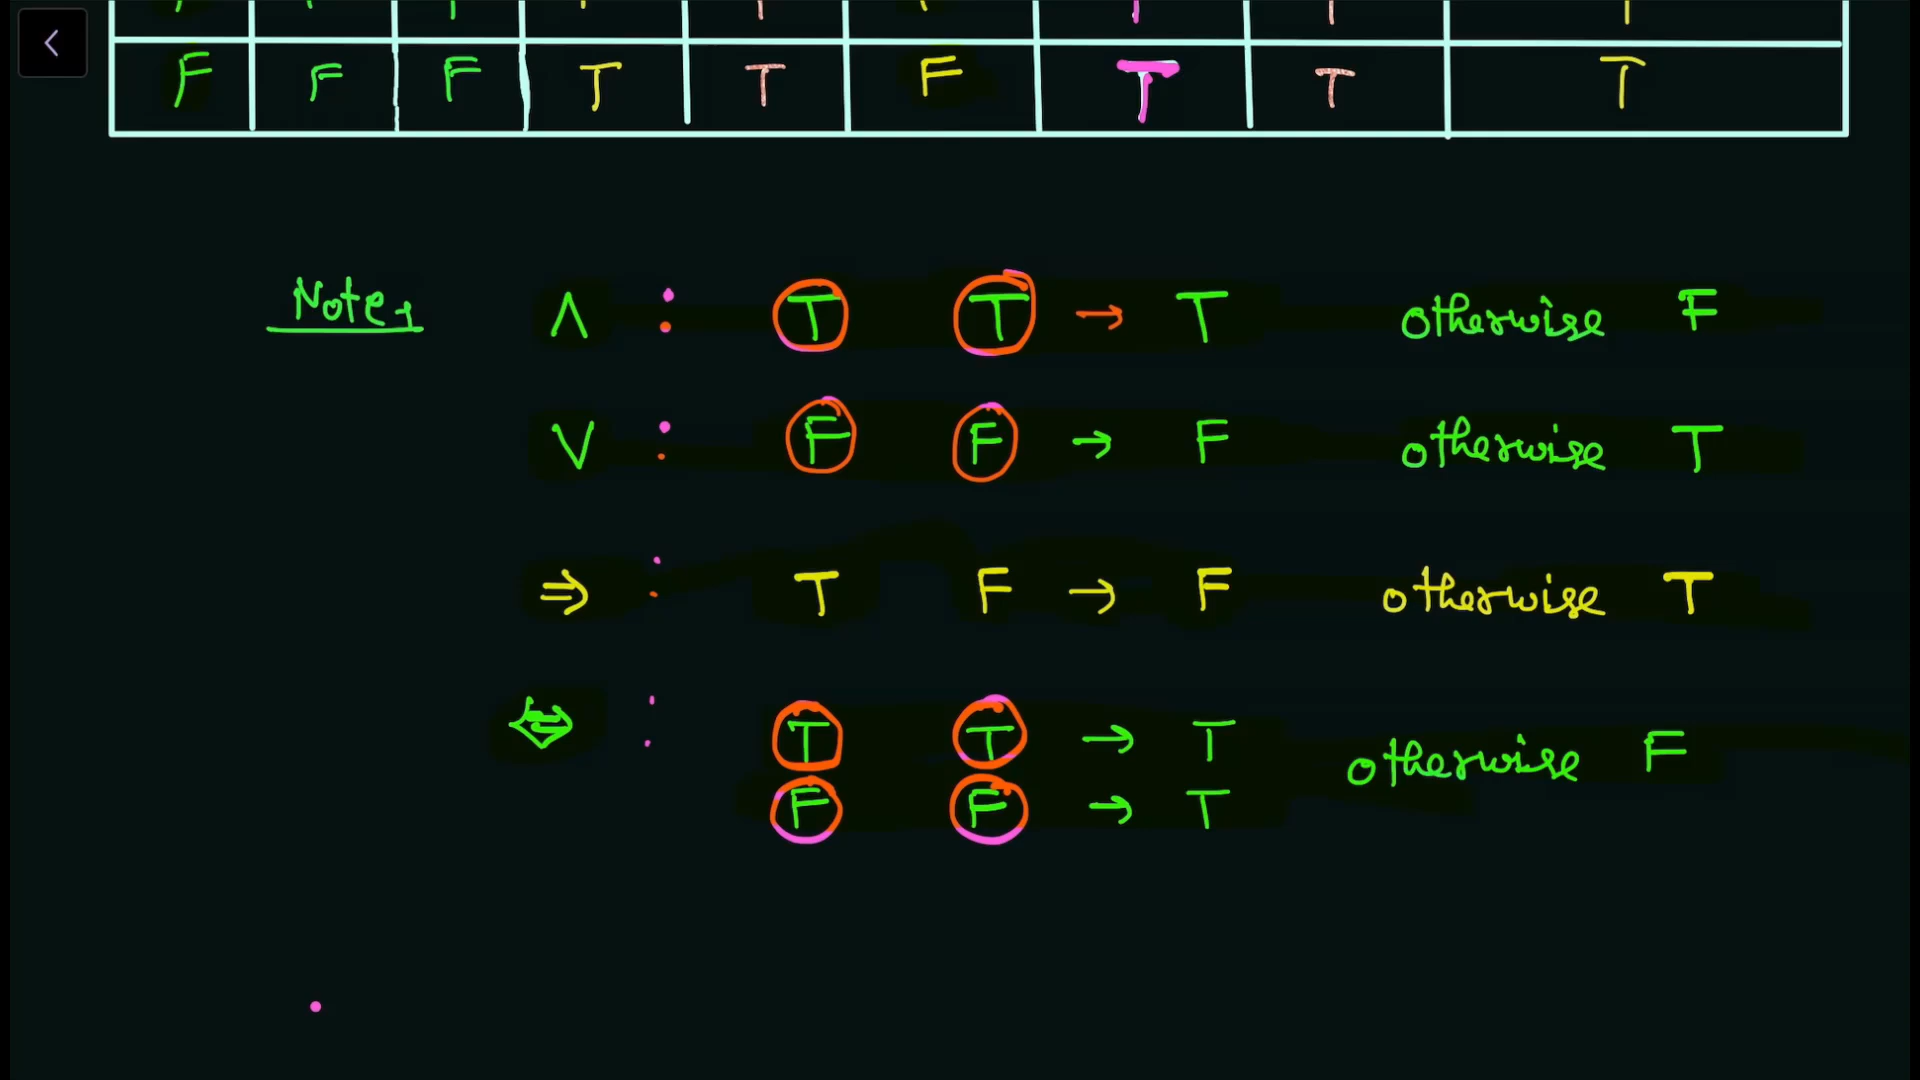 F F F T T F T T T
Note, ∧ : T T → T otherwise F
∨ : F F → F otherwise T
⇒ : T F → F otherwise T
⇔ : T T → T otherwise F
F F → T